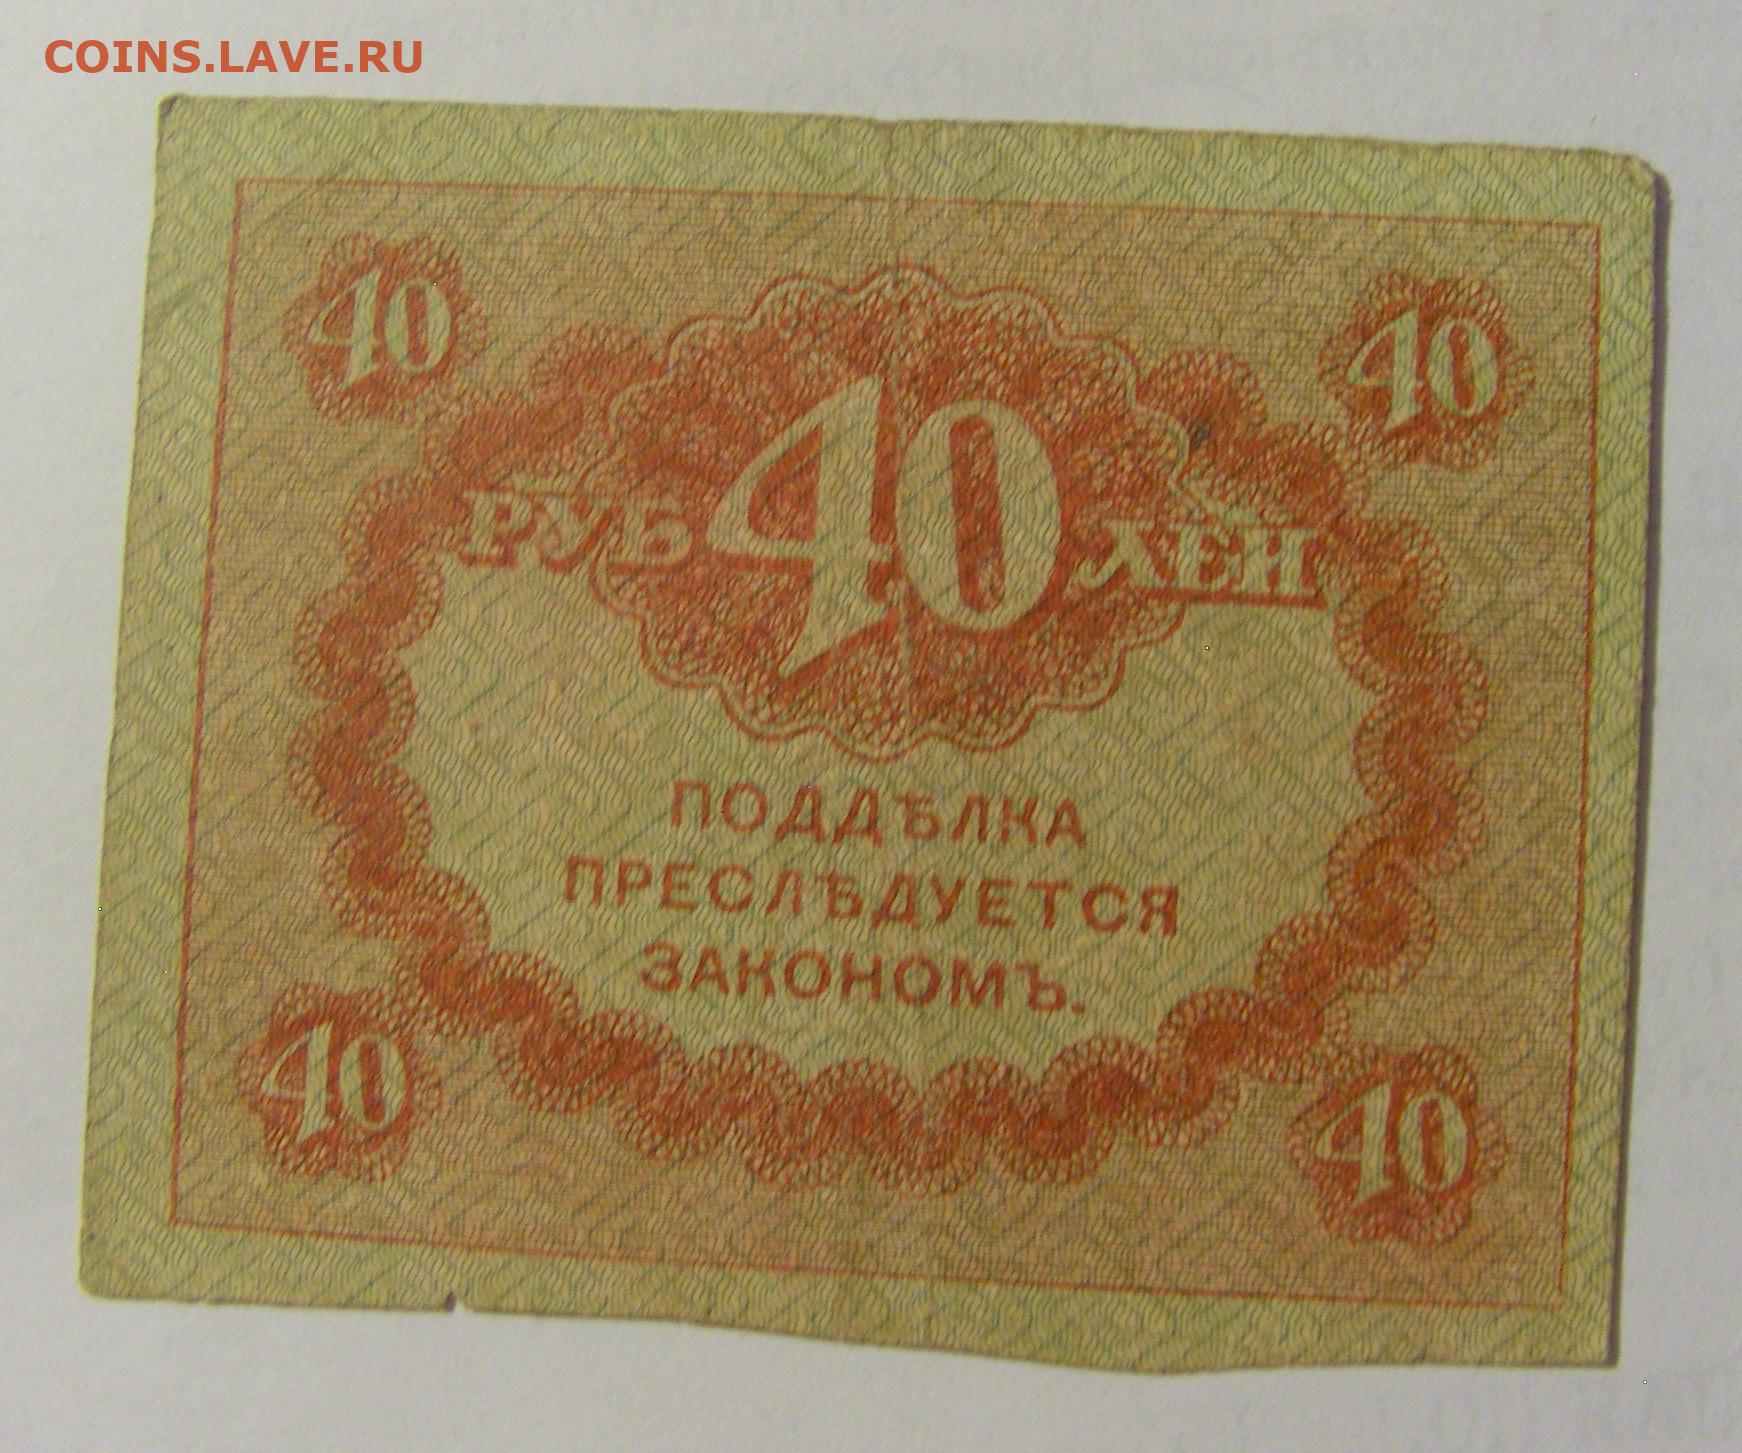 COINS.LAVE.RU
40 40
РУБ 40 ЛЕЙ
ПОДДѢЛКА
ПРЕСЛѢДУЕТСЯ
ЗАКОНОМЪ.
40 40